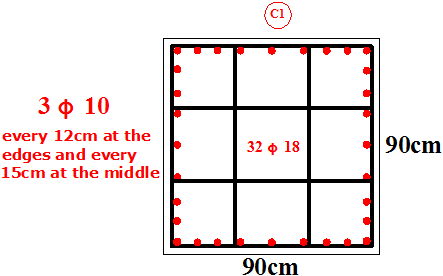 C1
3 ϕ 10
every 12cm at the
edges and every
15cm at the middle
32 ϕ 18
90cm
90cm